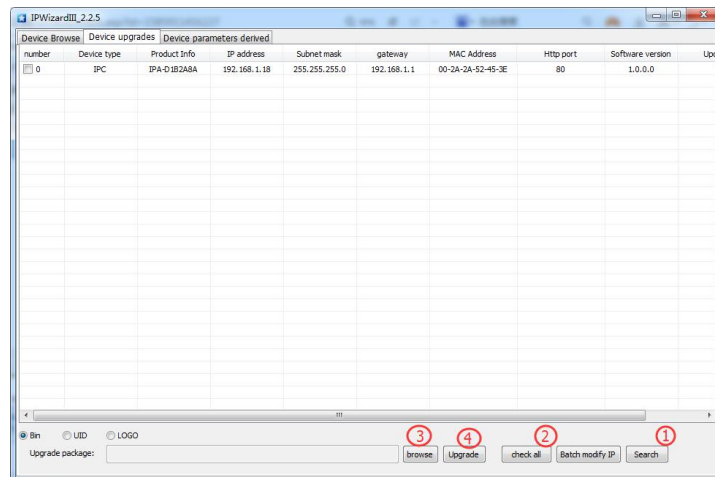 IPWizardIII_2.2.5
Device Browse Device upgrades Device parameters derived
number Device type Product Info IP address Subnet mask gateway MAC Address Http port Software version Upg
0 IPC IPA-D1B2A8A 192.168.1.18 255.255.255.0 192.168.1.1 00-2A-2A-52-45-3E 80 1.0.0.0
Bin UID LOGO
3 4 2 1
Upgrade package: browse Upgrade check all Batch modify IP Search